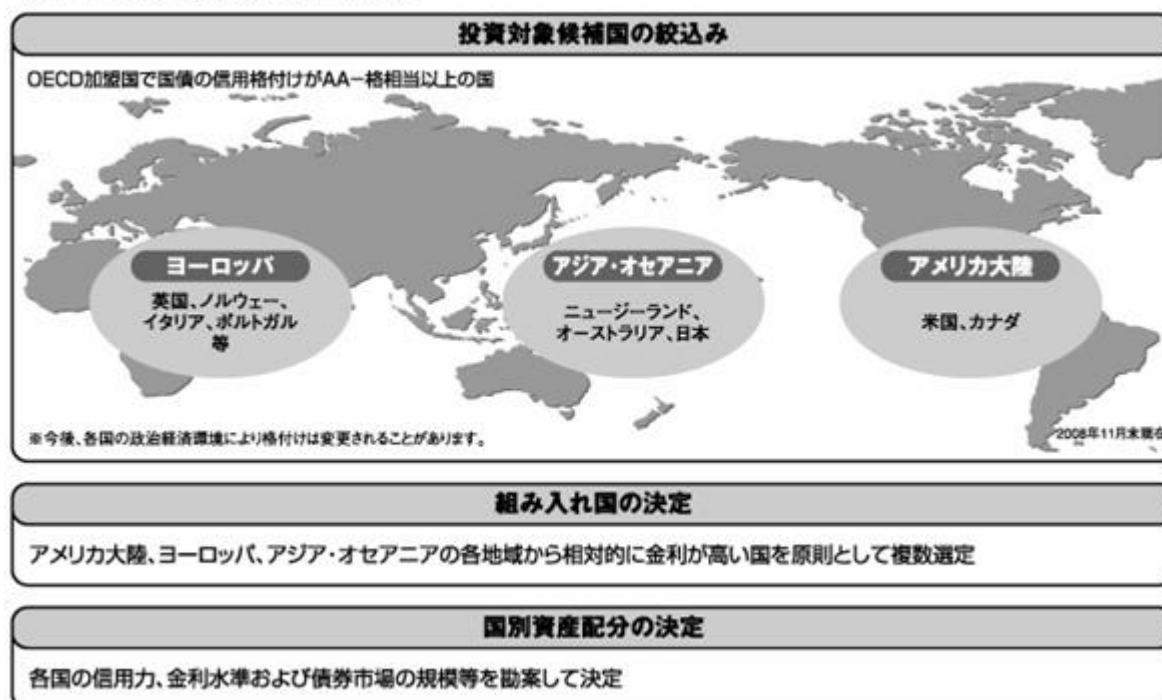 投資対象候補国の絞込み
OECD加盟国で国債の信用格付けがAA−格相当以上の国
ヨーロッパ
英国、ノルウェー、
イタリア、ポルトガル
等
アジア・オセアニア
ニュージーランド、
オーストラリア、日本
アメリカ大陸
米国、カナダ
※今後、各国の政治経済環境により格付けは変更されることがあります。
2008年11月末現在
組み入れ国の決定
アメリカ大陸、ヨーロッパ、アジア・オセアニアの各地域から相対的に金利が高い国を原則として複数選定
国別資産配分の決定
各国の信用力、金利水準および債券市場の規模等を勘案して決定